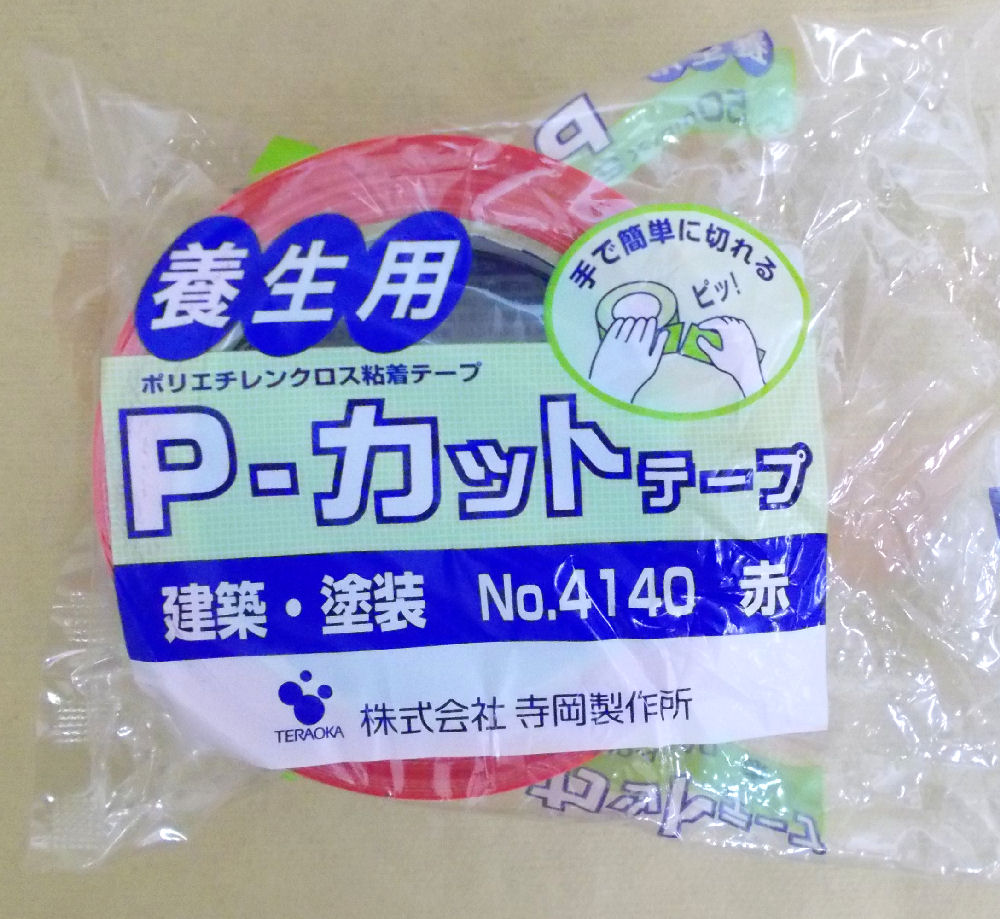 養生用
手で簡単に切れる
ピッ!
ポリエチレンクロス粘着テープ
P-カットテープ
建築・塗装 No.4140 赤
TERAOKA
株式会社 寺岡製作所